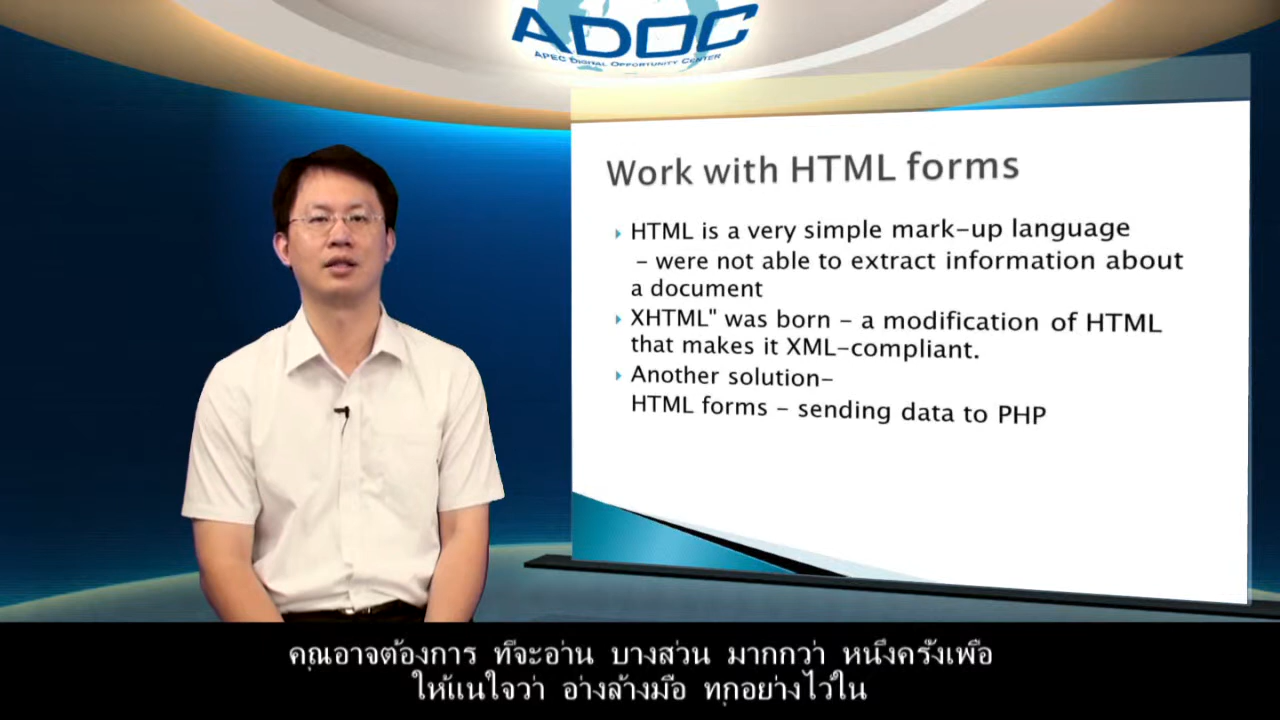 ADOC
APEC DIGITAL OPPORTUNITY CENTER
Work with HTML forms
HTML is a very simple mark-up language
- were not able to extract information about
a document
XHTML" was born - a modification of HTML
that makes it XML-compliant.
Another solution-
HTML forms - sending data to PHP
คุณอาจต้องการ ที่จะอ่าน บางส่วน มากกว่า หนึ่งครั้งเพื่อ
ให้แน่ใจว่า อ่างล้างมือ ทุกอย่างไว้ใน